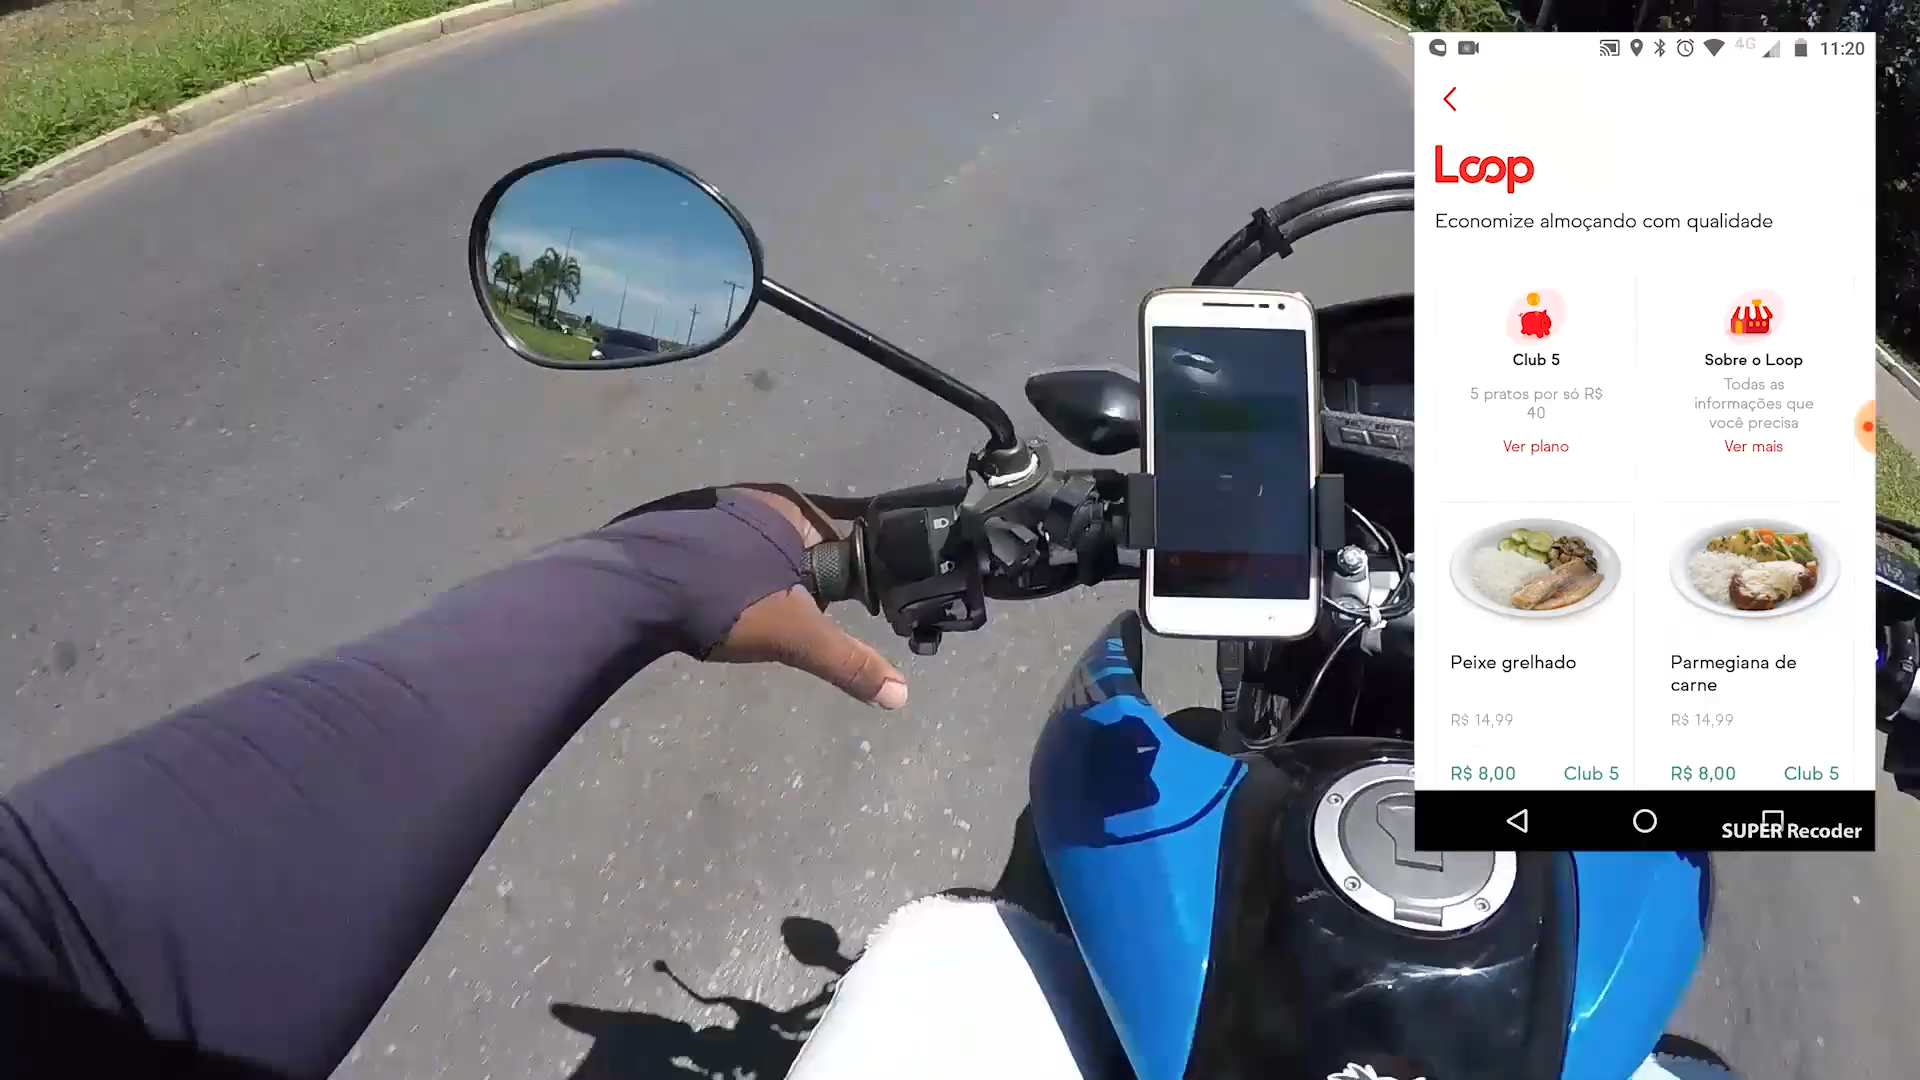 4G 11:20
Loop
Economize almoçando com qualidade
Club 5
5 pratos por só R$
40
Ver plano
Sobre o Loop
Todas as
informações que
você precisa
Ver mais
Peixe grelhado
R$ 14,99
R$ 8,00 Club 5
Parmegiana de
carne
R$ 14,99
R$ 8,00 Club 5
SUPER Recoder